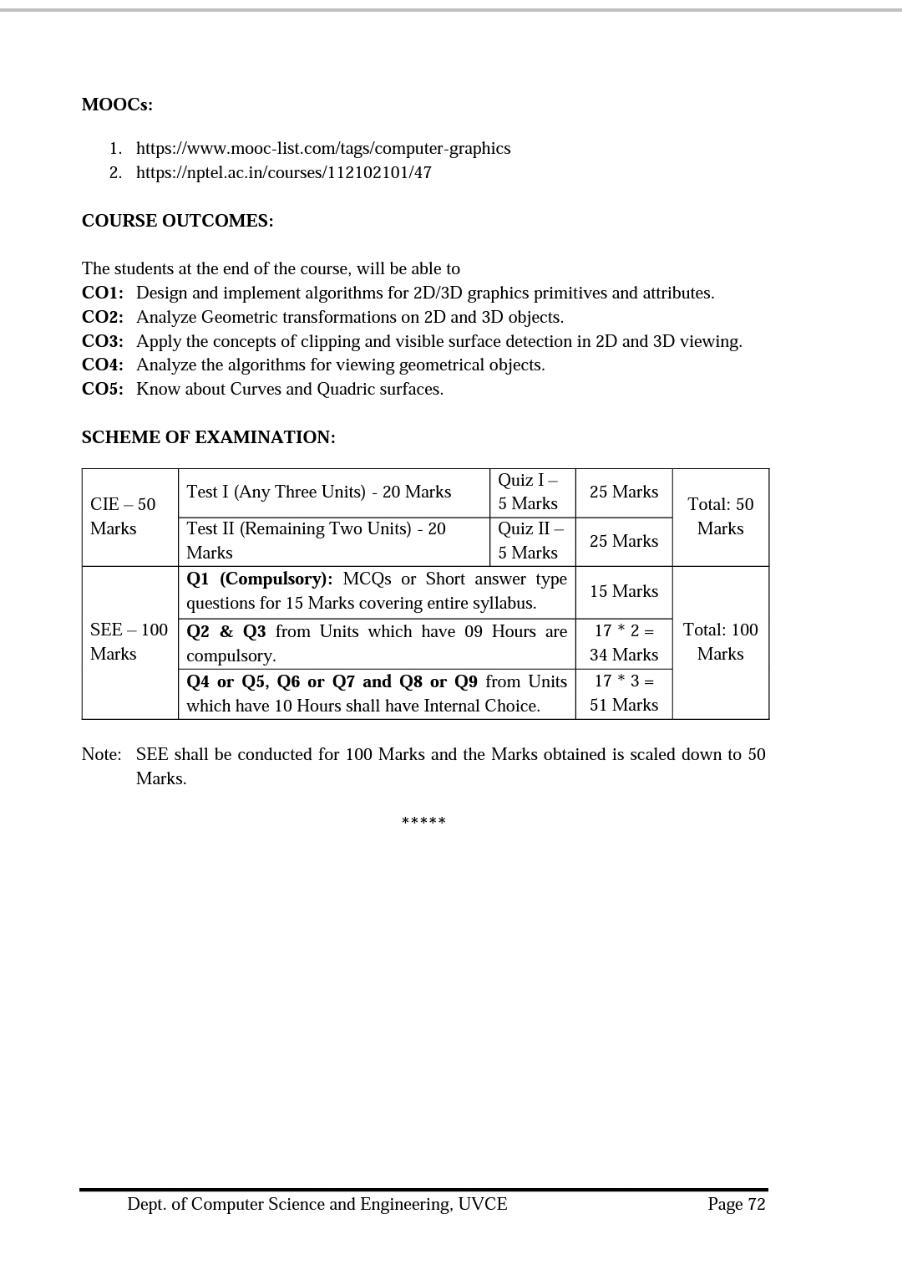 MOOCs:
1. https://www.mooc-list.com/tags/computer-graphics
2. https://nptel.ac.in/courses/112102101/47
COURSE OUTCOMES:
The students at the end of the course, will be able to
CO1: Design and implement algorithms for 2D/3D graphics primitives and attributes.
CO2: Analyze Geometric transformations on 2D and 3D objects.
CO3: Apply the concepts of clipping and visible surface detection in 2D and 3D viewing.
CO4: Analyze the algorithms for viewing geometrical objects.
CO5: Know about Curves and Quadric surfaces.
SCHEME OF EXAMINATION:
CIE – 50
Marks
Test I (Any Three Units) - 20 Marks
Quiz I –
5 Marks
25 Marks
Total: 50
Marks
Test II (Remaining Two Units) - 20
Marks
Quiz II –
5 Marks
25 Marks
SEE – 100
Marks
Q1 (Compulsory): MCQs or Short answer type
questions for 15 Marks covering entire syllabus.
15 Marks
Total: 100
Marks
Q2 & Q3 from Units which have 09 Hours are
compulsory.
17 * 2 =
34 Marks
Q4 or Q5, Q6 or Q7 and Q8 or Q9 from Units
which have 10 Hours shall have Internal Choice.
17 * 3 =
51 Marks
Note: SEE shall be conducted for 100 Marks and the Marks obtained is scaled down to 50
Marks.
*****
Dept. of Computer Science and Engineering, UVCE Page 72